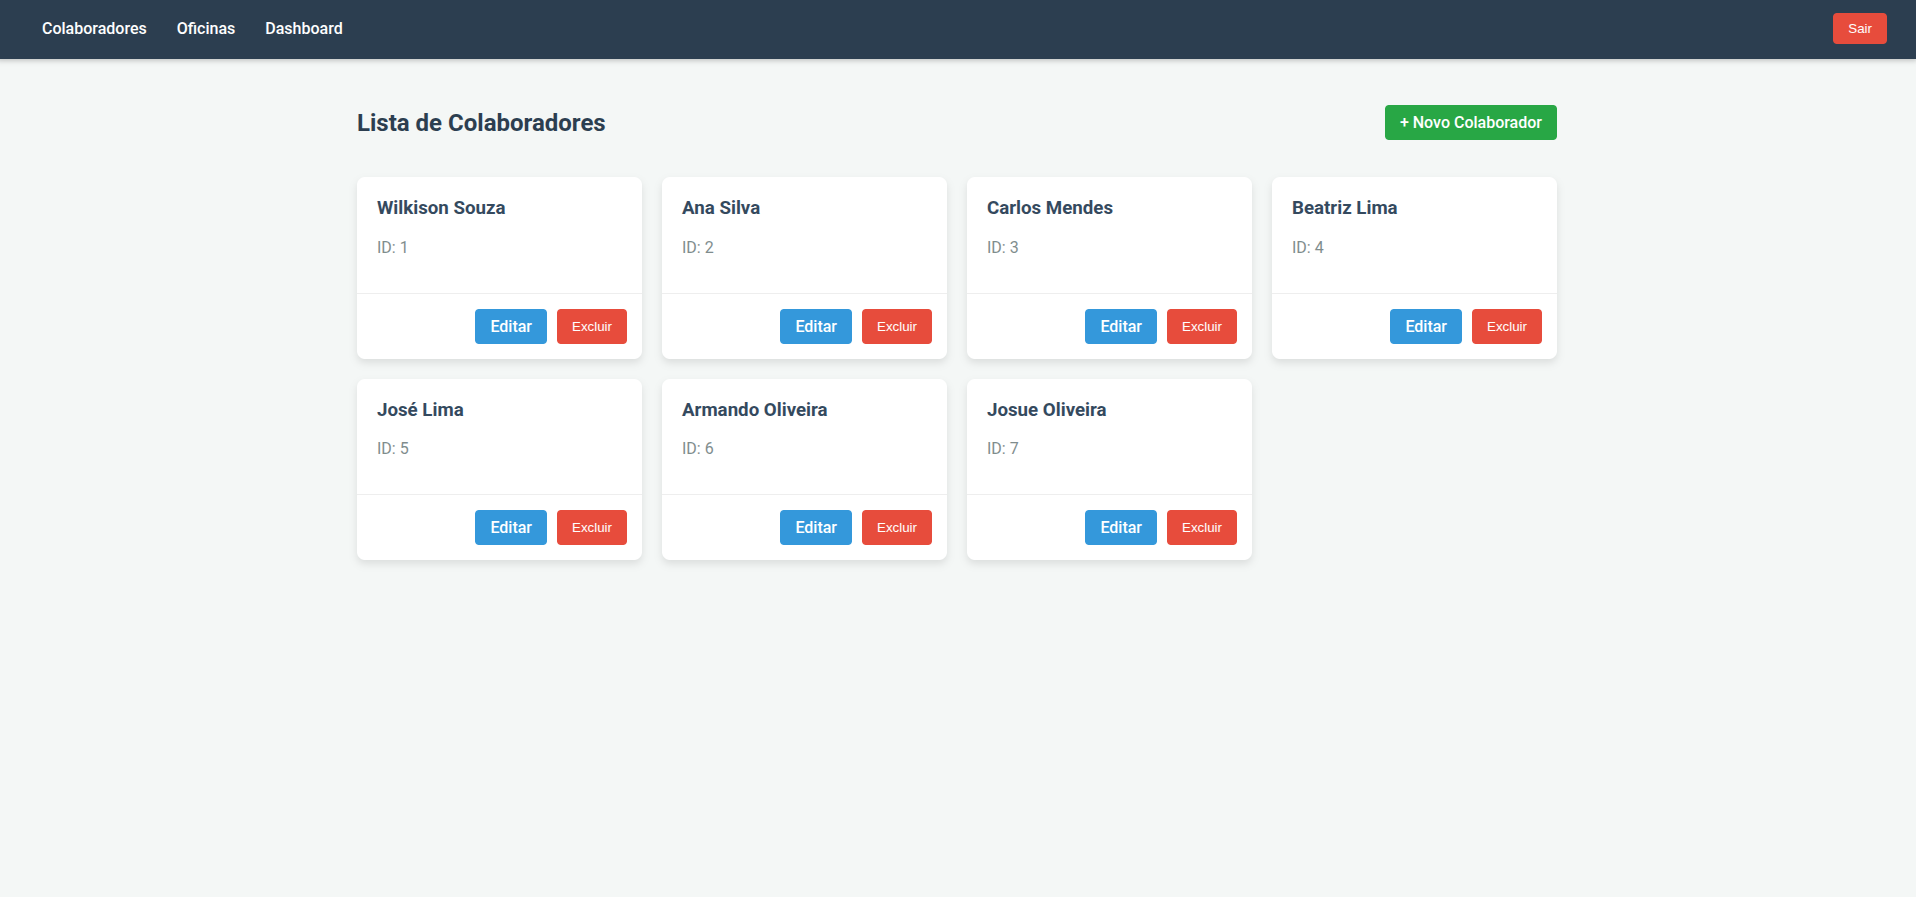 Colaboradores Oficinas Dashboard Sair
Lista de Colaboradores + Novo Colaborador
Wilkison Souza
ID: 1
Editar Excluir
Ana Silva
ID: 2
Editar Excluir
Carlos Mendes
ID: 3
Editar Excluir
Beatriz Lima
ID: 4
Editar Excluir
José Lima
ID: 5
Editar Excluir
Armando Oliveira
ID: 6
Editar Excluir
Josue Oliveira
ID: 7
Editar Excluir